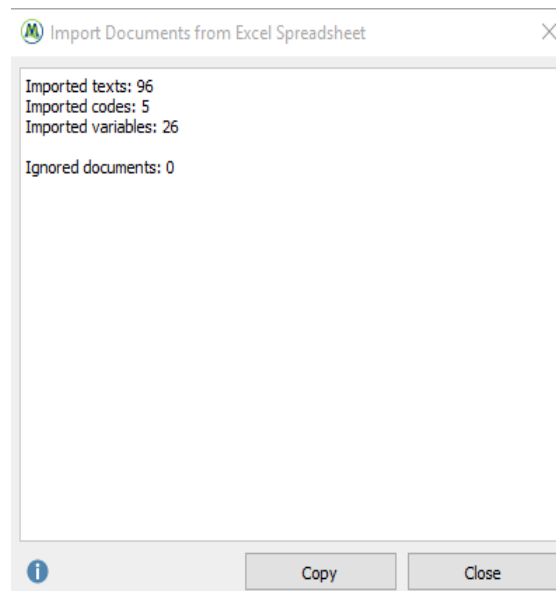 Import Documents from Excel Spreadsheet
Imported texts: 96
Imported codes: 5
Imported variables: 26
Ignored documents: 0
Copy
Close